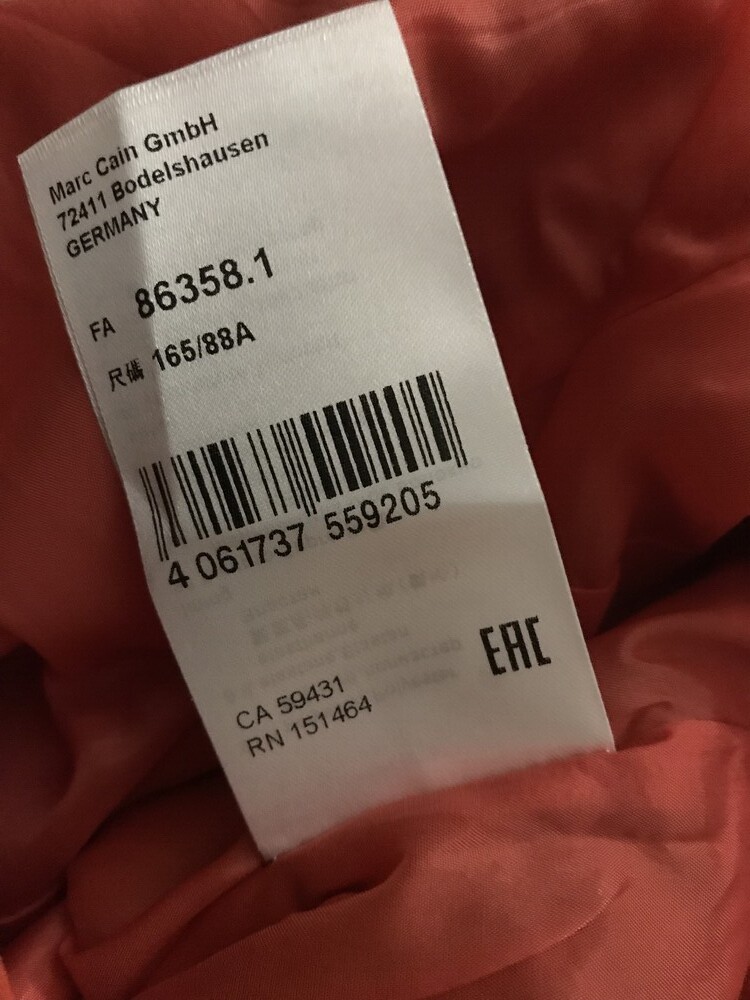 Marc Cain GmbH
72411 Bodelshausen
GERMANY
FA 86358.1
尺碼 165/88A
4 061737 559205
EAC
CA 59431
RN 151464